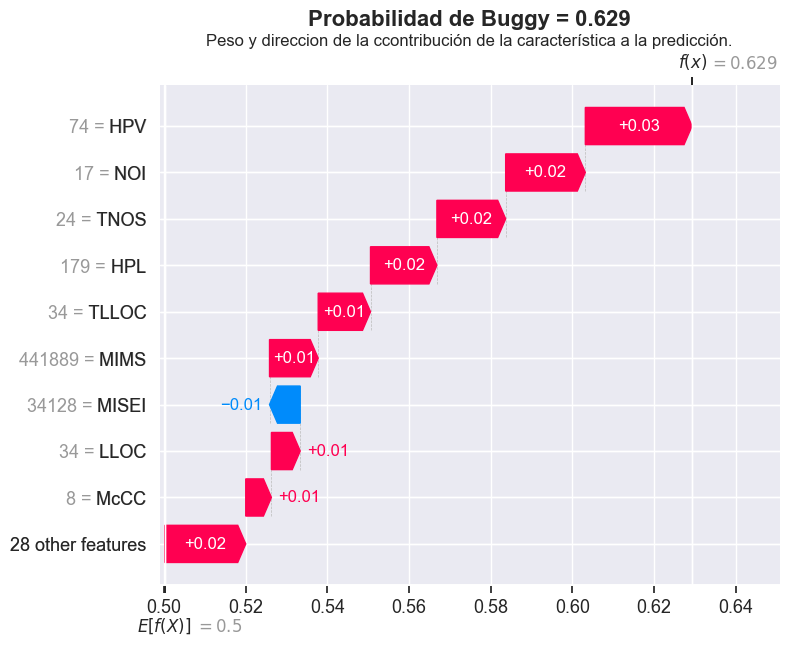 Probabilidad de Buggy = 0.629
Peso y direccion de la ccontribución de la característica a la predicción.
f(x) = 0.629
74 = HPV +0.03
17 = NOI +0.02
24 = TNOS +0.02
179 = HPL +0.02
34 = TLLOC +0.01
441889 = MIMS +0.01
34128 = MISEI −0.01
34 = LLOC +0.01
8 = McCC +0.01
28 other features +0.02
0.50 0.52 0.54 0.56 0.58 0.60 0.62 0.64
E[f(X)] = 0.5